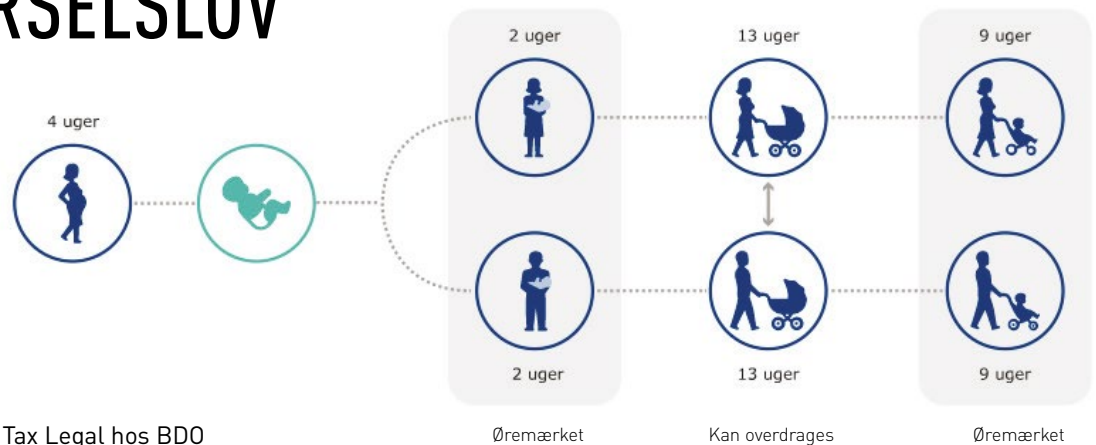 RSELSLOV
2 uger
13 uger
9 uger
4 uger
2 uger
13 uger
9 uger
Tax Legal hos BDO
Øremærket
Kan overdrages
Øremærket